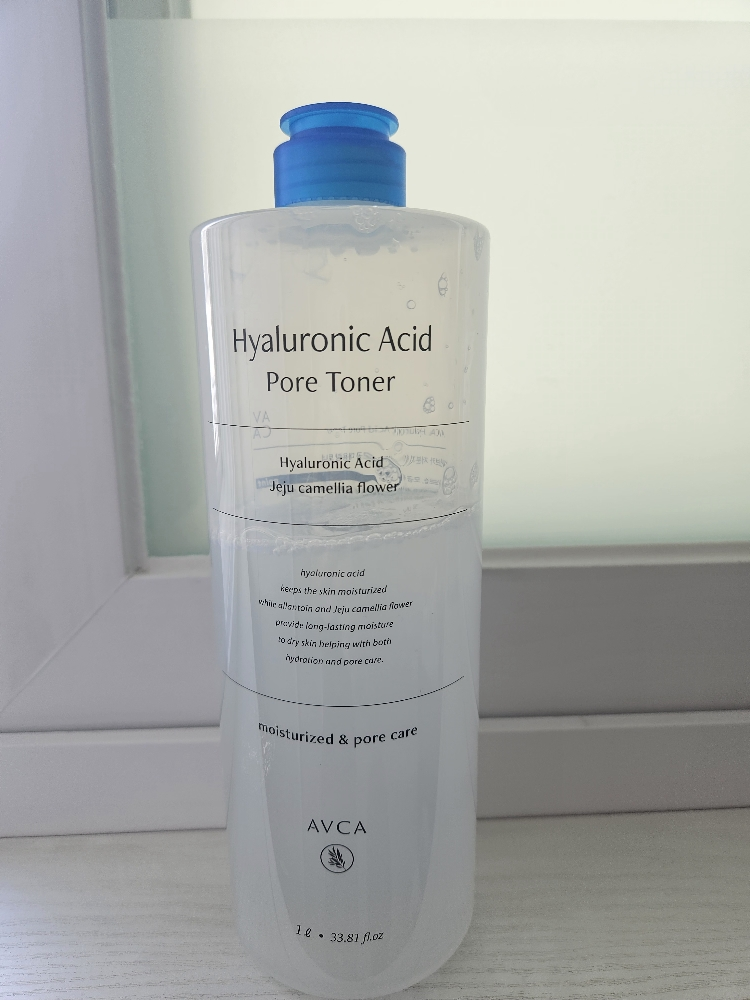 Hyaluronic Acid
Pore Toner
Hyaluronic Acid
Jeju camellia flower
hyaluronic acid
keeps the skin moisturized
while allantoin and Jeju camellia flower
provide long-lasting moisture
to dry skin helping with both
hydration and pore care.
moisturized & pore care
AVCA
1 ℓ • 33.81 fl.oz